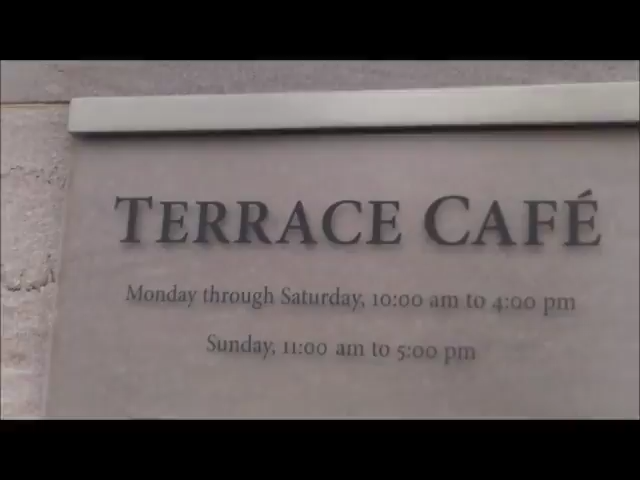 TERRACE CAFÉ
Monday through Saturday, 10:00 am to 4:00 pm
Sunday, 11:00 am to 5:00 pm